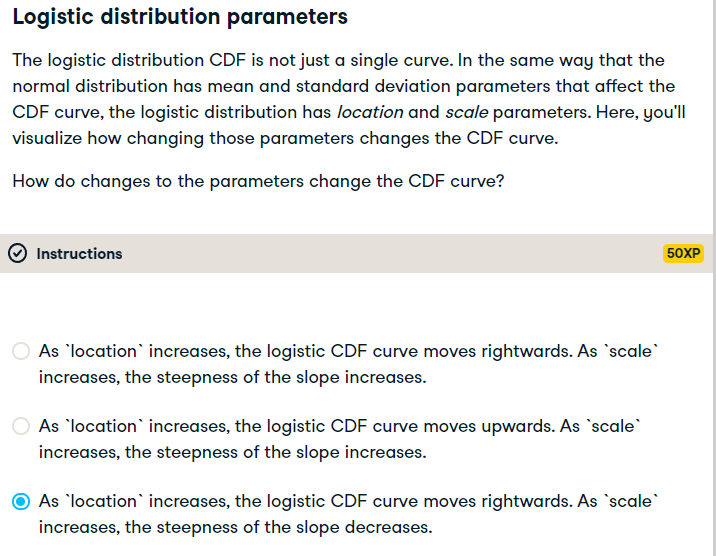 Logistic distribution parameters
The logistic distribution CDF is not just a single curve. In the same way that the
normal distribution has mean and standard deviation parameters that affect the
CDF curve, the logistic distribution has location and scale parameters. Here, you'll
visualize how changing those parameters changes the CDF curve.
How do changes to the parameters change the CDF curve?
Instructions
50XP
As `location` increases, the logistic CDF curve moves rightwards. As `scale`
increases, the steepness of the slope increases.
As `location` increases, the logistic CDF curve moves upwards. As `scale`
increases, the steepness of the slope increases.
As `location` increases, the logistic CDF curve moves rightwards. As `scale`
increases, the steepness of the slope decreases.